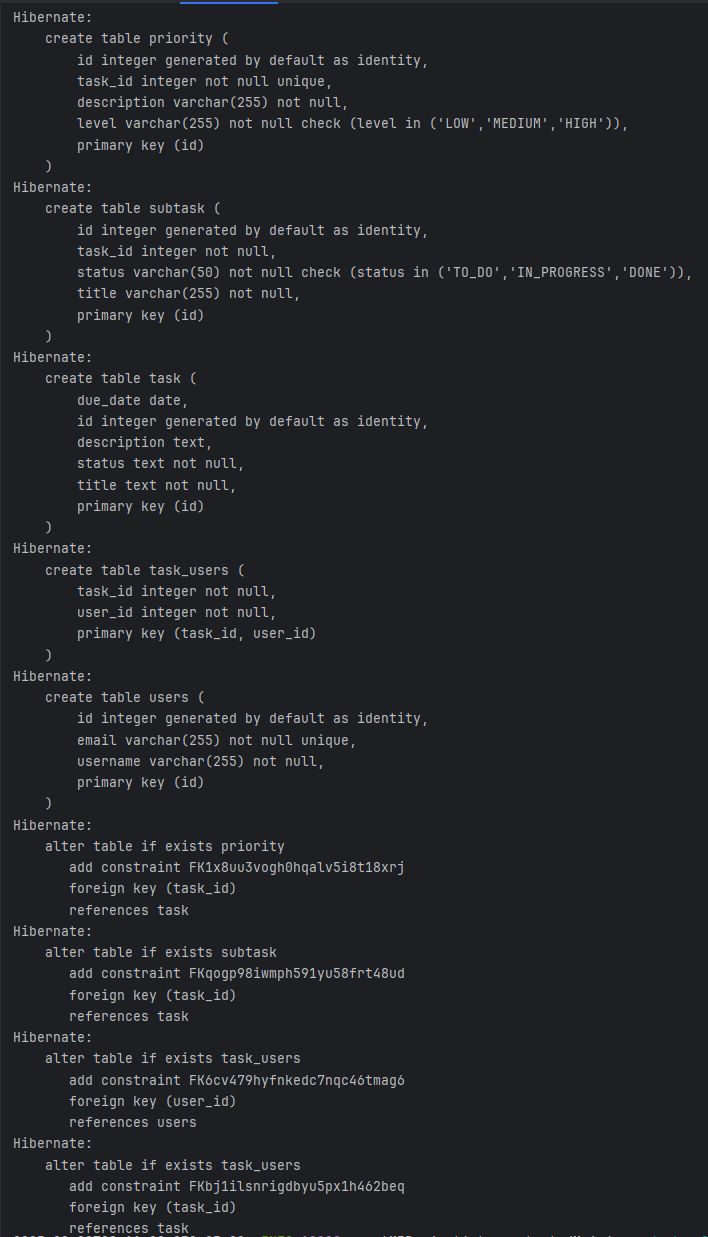 Hibernate:
    create table priority (
        id integer generated by default as identity,
        task_id integer not null unique,
        description varchar(255) not null,
        level varchar(255) not null check (level in ('LOW','MEDIUM','HIGH')),
        primary key (id)
    )
Hibernate:
    create table subtask (
        id integer generated by default as identity,
        task_id integer not null,
        status varchar(50) not null check (status in ('TO_DO','IN_PROGRESS','DONE')),
        title varchar(255) not null,
        primary key (id)
    )
Hibernate:
    create table task (
        due_date date,
        id integer generated by default as identity,
        description text,
        status text not null,
        title text not null,
        primary key (id)
    )
Hibernate:
    create table task_users (
        task_id integer not null,
        user_id integer not null,
        primary key (task_id, user_id)
    )
Hibernate:
    create table users (
        id integer generated by default as identity,
        email varchar(255) not null unique,
        username varchar(255) not null,
        primary key (id)
    )
Hibernate:
    alter table if exists priority
       add constraint FK1x8uu3vogh0hqalv5i8t18xrj
       foreign key (task_id)
       references task
Hibernate:
    alter table if exists subtask
       add constraint FKqogp98iwmph591yu58frt48ud
       foreign key (task_id)
       references task
Hibernate:
    alter table if exists task_users
       add constraint FK6cv479hyfnkedc7nqc46tmag6
       foreign key (user_id)
       references users
Hibernate:
    alter table if exists task_users
       add constraint FKbj1ilsnrigdbyu5px1h462beq
       foreign key (task_id)
       references task